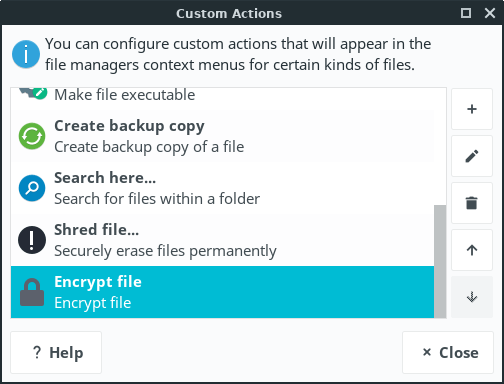 Custom Actions
You can configure custom actions that will appear in the
file managers context menus for certain kinds of files.
Make file executable
Create backup copy
Create backup copy of a file
Search here...
Search for files within a folder
Shred file...
Securely erase files permanently
Encrypt file
Encrypt file
? Help
× Close